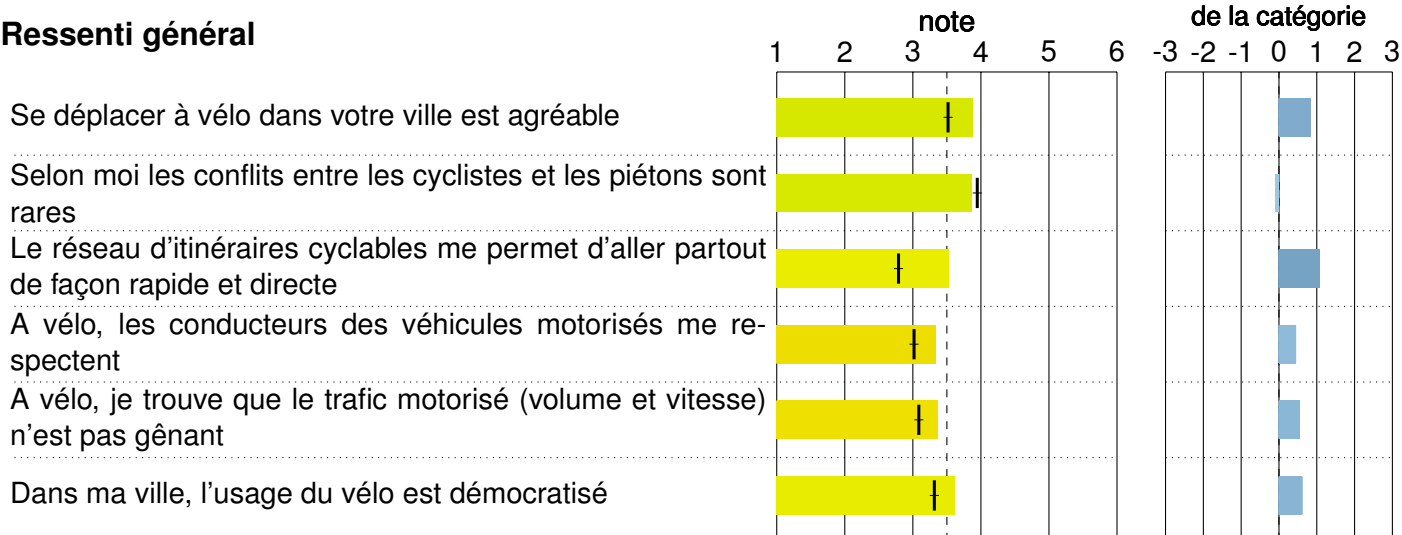 Ressenti général
note
de la catégorie
1 2 3 4 5 6
-3 -2 -1 0 1 2 3
Se déplacer à vélo dans votre ville est agréable
Selon moi les conflits entre les cyclistes et les piétons sont
rares
Le réseau d'itinéraires cyclables me permet d'aller partout
de façon rapide et directe
A vélo, les conducteurs des véhicules motorisés me re-
spectent
A vélo, je trouve que le trafic motorisé (volume et vitesse)
n'est pas gênant
Dans ma ville, l'usage du vélo est démocratisé